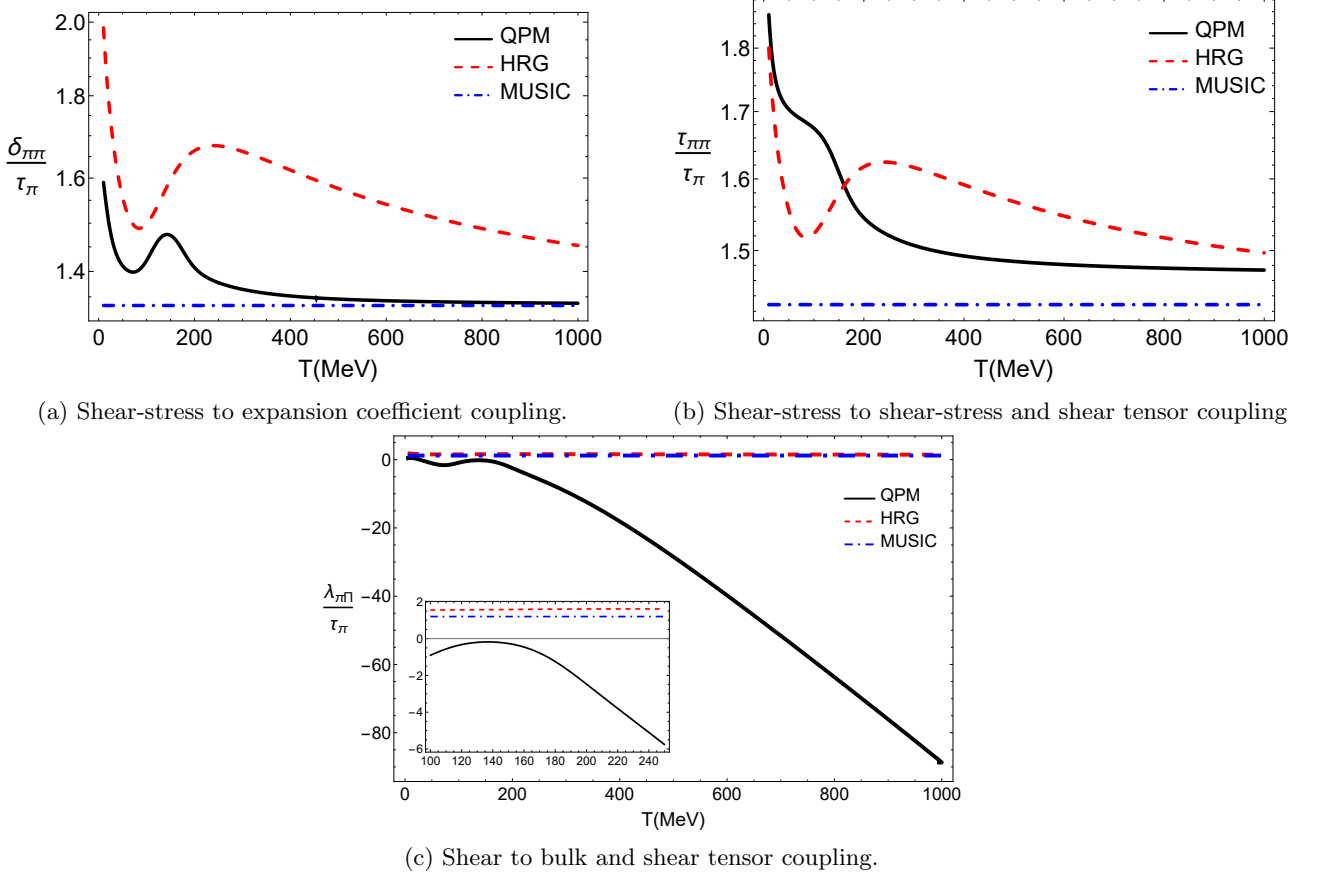 2.0
1.8
1.6
1.4
δππ
τπ
QPM
HRG
MUSIC
0 200 400 600 800 1000
T(MeV)
(a) Shear-stress to expansion coefficient coupling.
1.8
1.7
1.6
1.5
τππ
τπ
QPM
HRG
MUSIC
0 200 400 600 800 1000
T(MeV)
(b) Shear-stress to shear-stress and shear tensor coupling
0
−20
−40
−60
−80
λπΠ
τπ
QPM
HRG
MUSIC
2
0
−2
−4
−6
100 120 140 160 180 200 220 240
0 200 400 600 800 1000
T(MeV)
(c) Shear to bulk and shear tensor coupling.